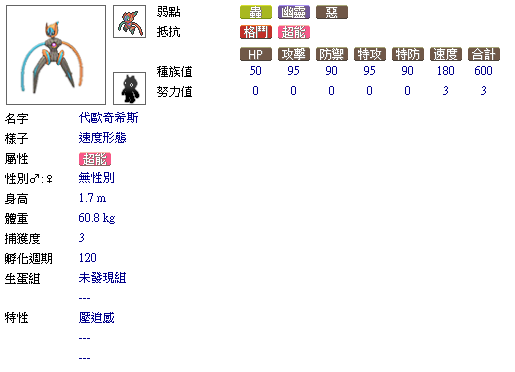 弱點 蟲 幽靈 惡
抵抗 格鬥 超能
HP 攻擊 防禦 特攻 特防 速度 合計
種族值 50 95 90 95 90 180 600
努力值 0 0 0 0 0 3 3
名字 代歐奇希斯
樣子 速度形態
屬性 超能
性別♂:♀ 無性別
身高 1.7 m
體重 60.8 kg
捕獲度 3
孵化週期 120
生蛋組 未發現組
---
特性 壓迫感
---
---